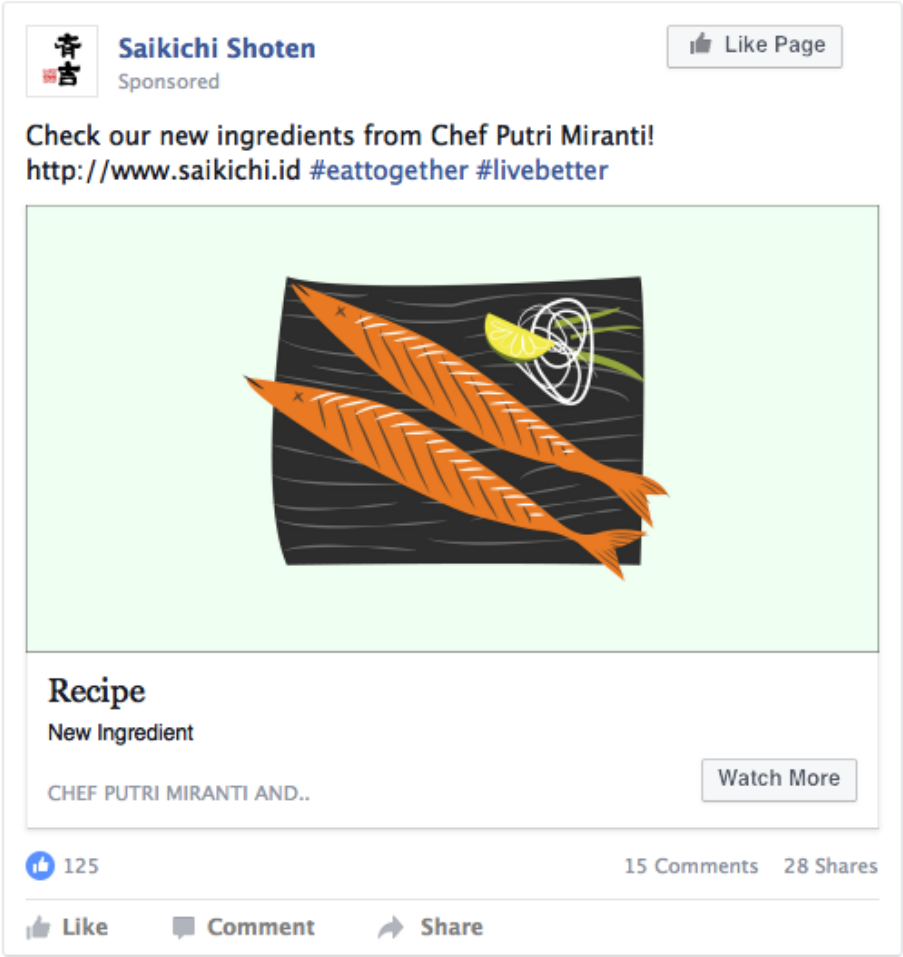 斉吉
Saikichi Shoten
Like Page
Sponsored
Check our new ingredients from Chef Putri Miranti!
http://www.saikichi.id #eattogether #livebetter
Recipe
New Ingredient
CHEF PUTRI MIRANTI AND..
Watch More
125
15 Comments 28 Shares
Like Comment Share